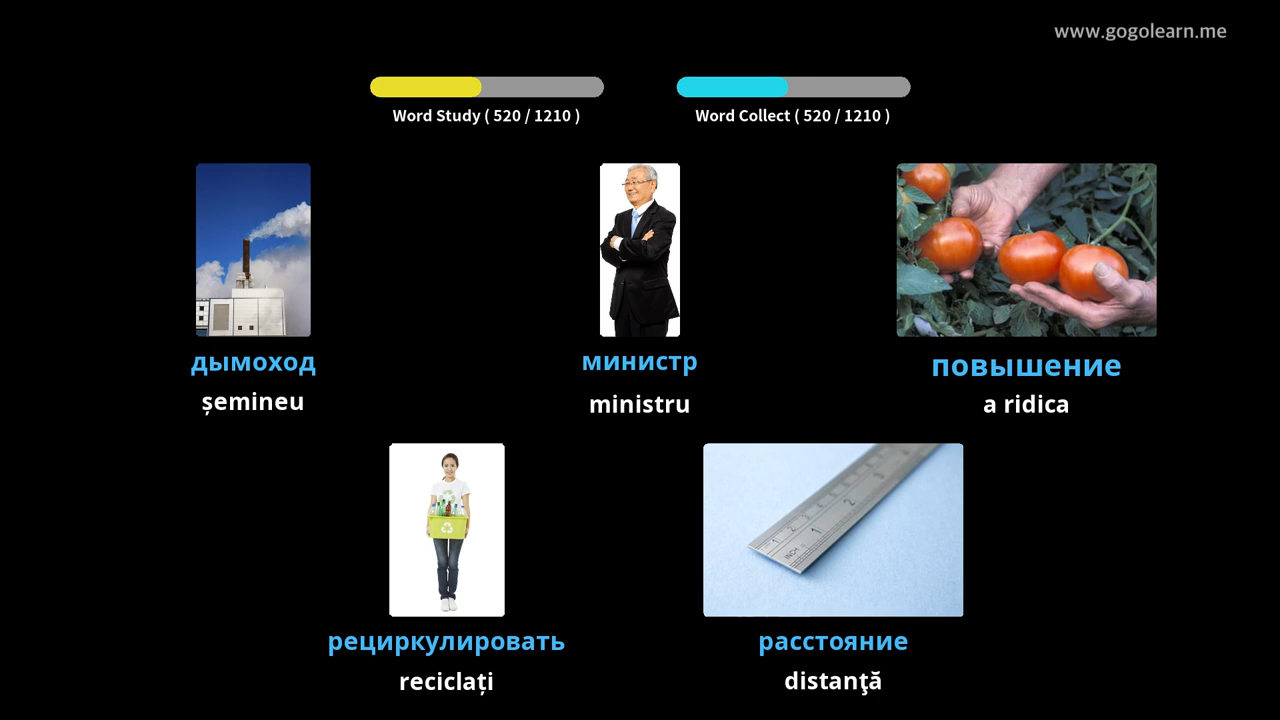 www.gogolearn.me
Word Study ( 520 / 1210 )
Word Collect ( 520 / 1210 )
дымоход
министр
повышение
șemineu
ministru
a ridica
рециркулировать
расстояние
reciclați
distanţă